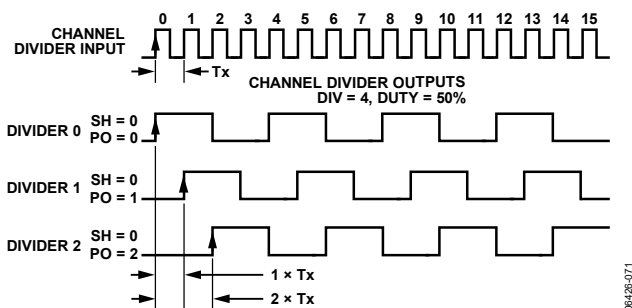 0 1 2 3 4 5 6 7 8 9 10 11 12 13 14 15
CHANNEL
DIVIDER INPUT
Tx
CHANNEL DIVIDER OUTPUTS
DIV = 4, DUTY = 50%
DIVIDER 0
SH = 0
PO = 0
DIVIDER 1
SH = 0
PO = 1
DIVIDER 2
SH = 0
PO = 2
1 × Tx
2 × Tx
06426-071